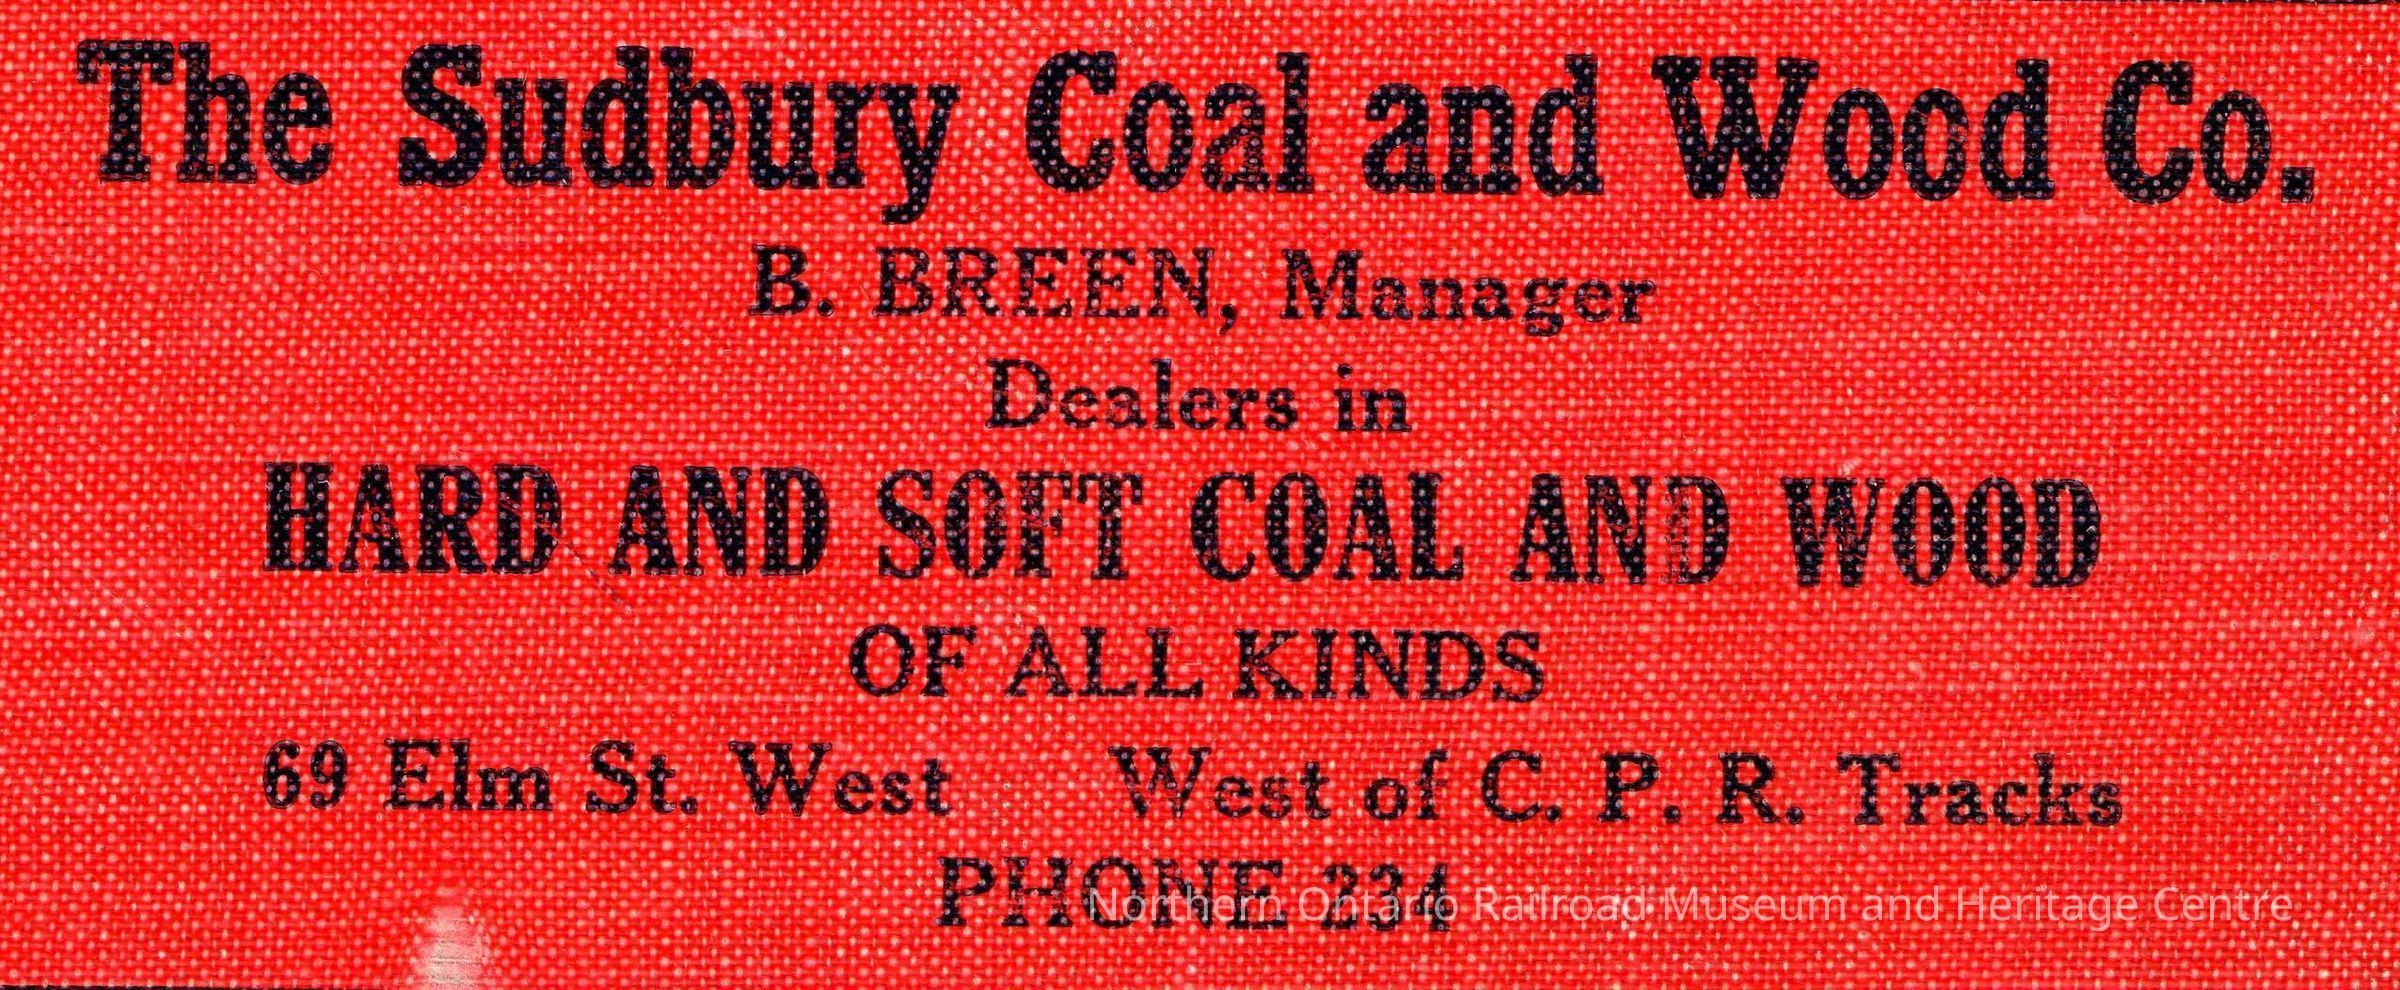 The Sudbury Coal and Wood Co.
B. BREEN, Manager
Dealers in
HARD AND SOFT COAL AND WOOD
OF ALL KINDS
69 Elm St. West West of C. P. R. Tracks
PHONE 234
Northern Ontario Railroad Museum and Heritage Centre